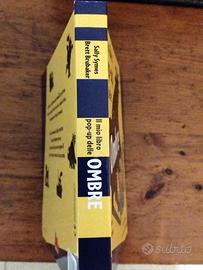 Sally Symes
Brett Brubaker
Il mio libro
pop-up delle
OMBRE
subito